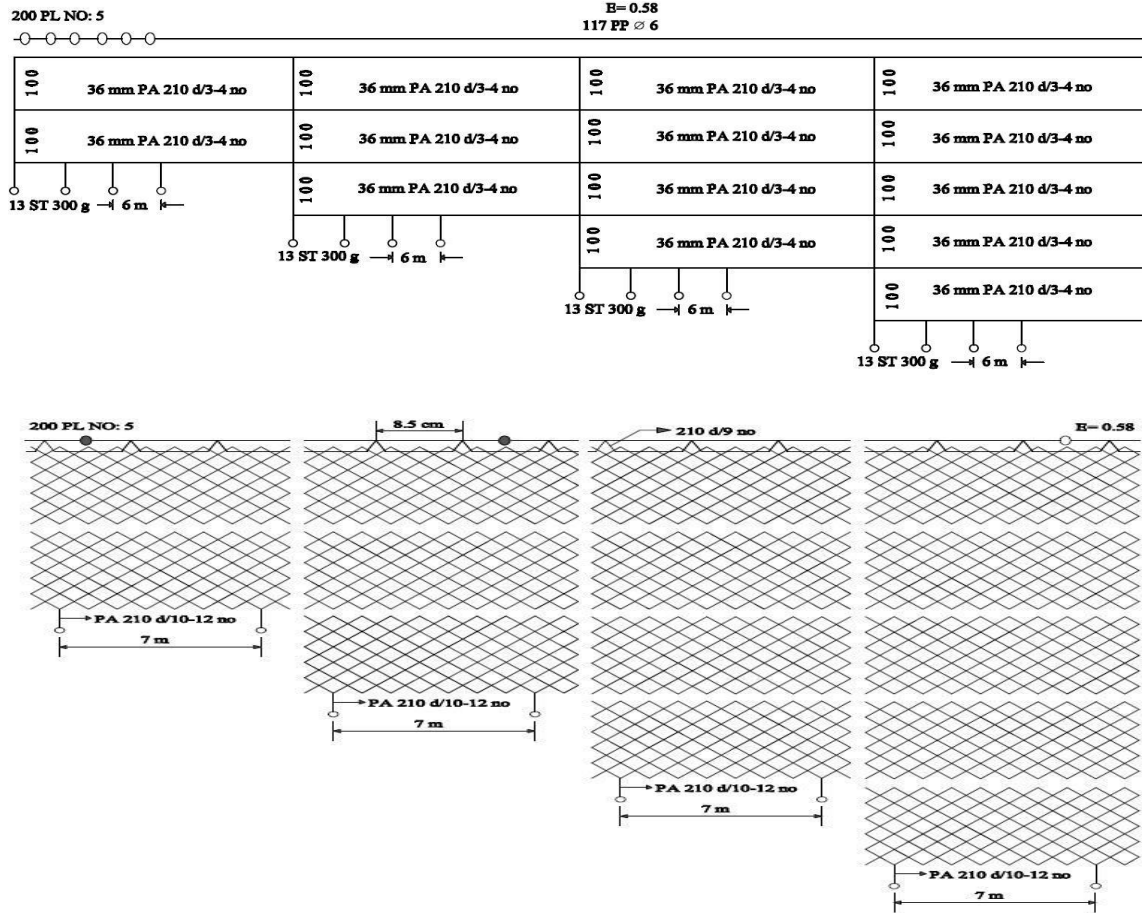 200 PL NO: 5
E= 0.58
117 PP ⌀ 6
100 36 mm PA 210 d/3-4 no 100 36 mm PA 210 d/3-4 no 100 36 mm PA 210 d/3-4 no 100 36 mm PA 210 d/3-4 no
100 36 mm PA 210 d/3-4 no 100 36 mm PA 210 d/3-4 no 100 36 mm PA 210 d/3-4 no 100 36 mm PA 210 d/3-4 no
100 36 mm PA 210 d/3-4 no 100 36 mm PA 210 d/3-4 no 100 36 mm PA 210 d/3-4 no
13 ST 300 g 6 m
100 36 mm PA 210 d/3-4 no 100 36 mm PA 210 d/3-4 no
13 ST 300 g 6 m
100 36 mm PA 210 d/3-4 no
13 ST 300 g 6 m
13 ST 300 g 6 m
200 PL NO: 5 8.5 cm 210 d/9 no E= 0.58
PA 210 d/10-12 no
7 m
PA 210 d/10-12 no
7 m
PA 210 d/10-12 no
7 m
PA 210 d/10-12 no
7 m